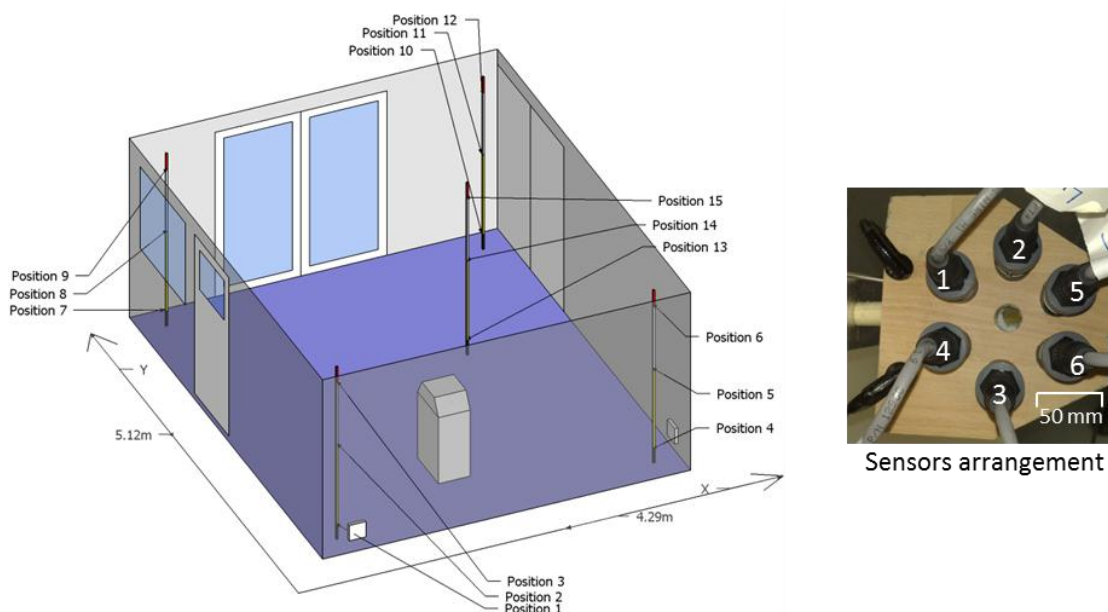 Position 12
Position 11
Position 10
Position 15
Position 14
Position 13
Position 9
Position 8
Position 7
Position 6
Position 5
Position 4
Y
5.12m
X
4.29m
Position 3
Position 2
Position 1
1
2
5
4
6
3
50 mm
Sensors arrangement